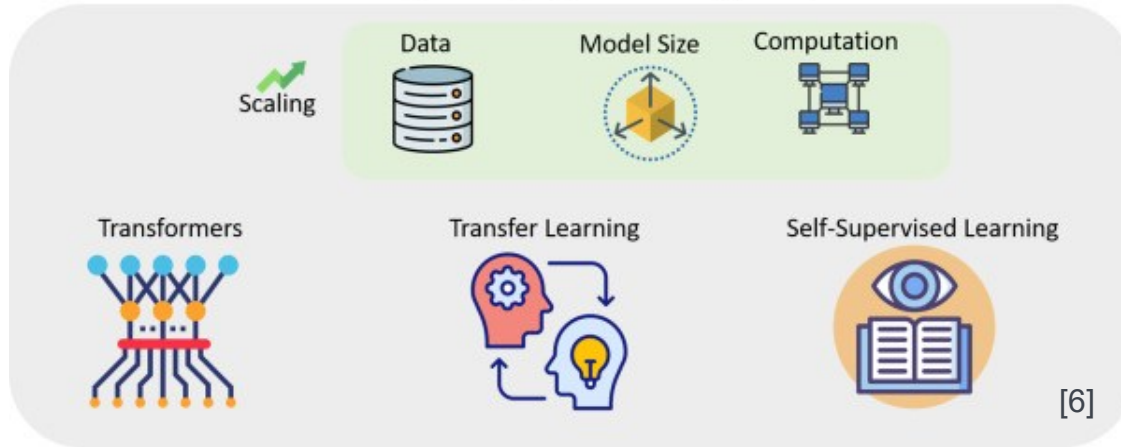 Data
Model Size
Computation
Scaling
Transformers
Transfer Learning
Self-Supervised Learning
[6]